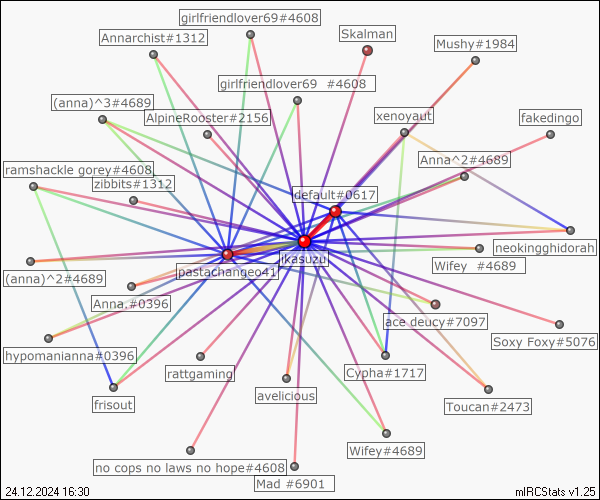 girlfriendlover69#4608
Annarchist#1312
Skalman
Mushy#1984
girlfriendlover69 #4608
(anna)^3#4689
AlpineRooster#2156
xenoyaut
fakedingo
Anna^2#4689
ramshackle gorey#4608
zibbits#1312
default#0617
neokingghidorah
jkasuzu
Wifey #4689
(anna)^2#4689
pastachangeo41
Anna,#0396
ace deucy#7097
Soxy Foxy#5076
hypomanianna#0396
rattgaming
Cypha#1717
avelicious
frisout
Toucan#2473
Wifey#4689
no cops no laws no hope#4608
Mad #6901
24.12.2024 16:30
mIRCStats v1.25